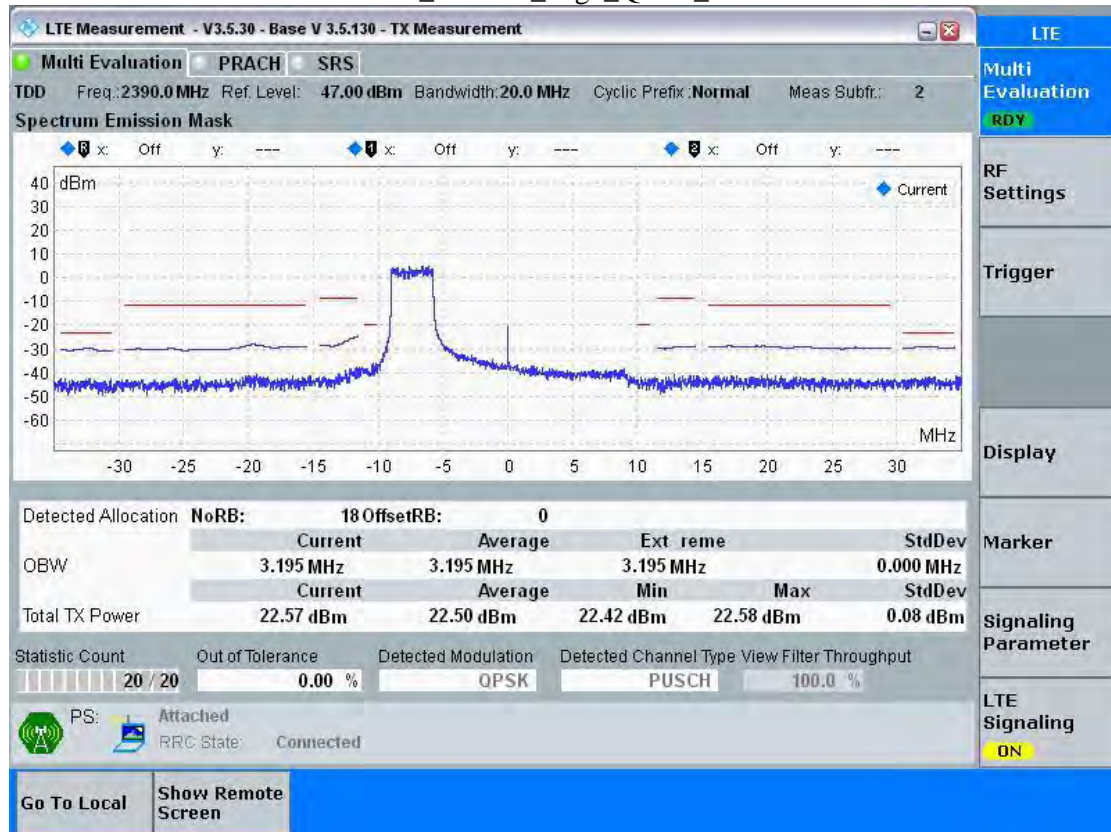 LTE Measurement - V3.5.30 - Base V 3.5.130 - TX Measurement
LTE
Multi Evaluation PRACH SRS
Multi Evaluation
RDY
TDD Freq.:2390.0 MHz Ref. Level: 47.00 dBm Bandwidth:20.0 MHz Cyclic Prefix :Normal Meas Subfr.: 2
Spectrum Emission Mask
R x: Off y: --- 1 x: Off y: --- 2 x: Off y: ---
dBm
Current
40
30
20
10
0
-10
-20
-30
-40
-50
-60
MHz
-30 -25 -20 -15 -10 -5 0 5 10 15 20 25 30
RF Settings
Trigger
Display
Marker
Signaling Parameter
LTE Signaling
ON
Detected Allocation NoRB: 18 OffsetRB: 0
Current Average Ext reme StdDev
OBW 3.195 MHz 3.195 MHz 3.195 MHz 0.000 MHz
Current Average Min Max StdDev
Total TX Power 22.57 dBm 22.50 dBm 22.42 dBm 22.58 dBm 0.08 dBm
Statistic Count Out of Tolerance Detected Modulation Detected Channel Type View Filter Throughput
20 / 20 0.00 % QPSK PUSCH 100.0 %
PS: Attached
RRC State: Connected
Go To Local
Show Remote Screen